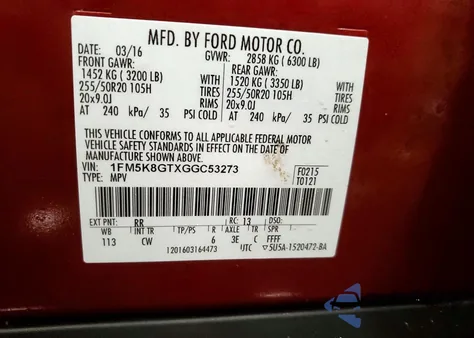 MFD. BY FORD MOTOR CO.
DATE: 03/16 GVWR: 2858 KG (6300 LB)
FRONT GAWR: REAR GAWR:
1452 KG (3200 LB) WITH 1520 KG (3350 LB) WITH
255/50R20 105H TIRES 255/50R20 105H TIRES
20x9.0J RIMS 20x9.0J RIMS
AT 240 kPa/ 35 PSI COLD AT 240 kPa/ 35 PSI COLD
THIS VEHICLE CONFORMS TO ALL APPLICABLE FEDERAL MOTOR
VEHICLE SAFETY STANDARDS IN EFFECT ON THE DATE OF
MANUFACTURE SHOWN ABOVE.
VIN: 1FM5K8GTXGGC53273 F0215
TYPE: MPV T0121
EXT PNT: RR RC: 13 DSO:
WB INT TR TP/PS R AXLE TR SPR
113 CW 6 3E C FFFF
1201603164473 UTC 5U5A-1520472-BA